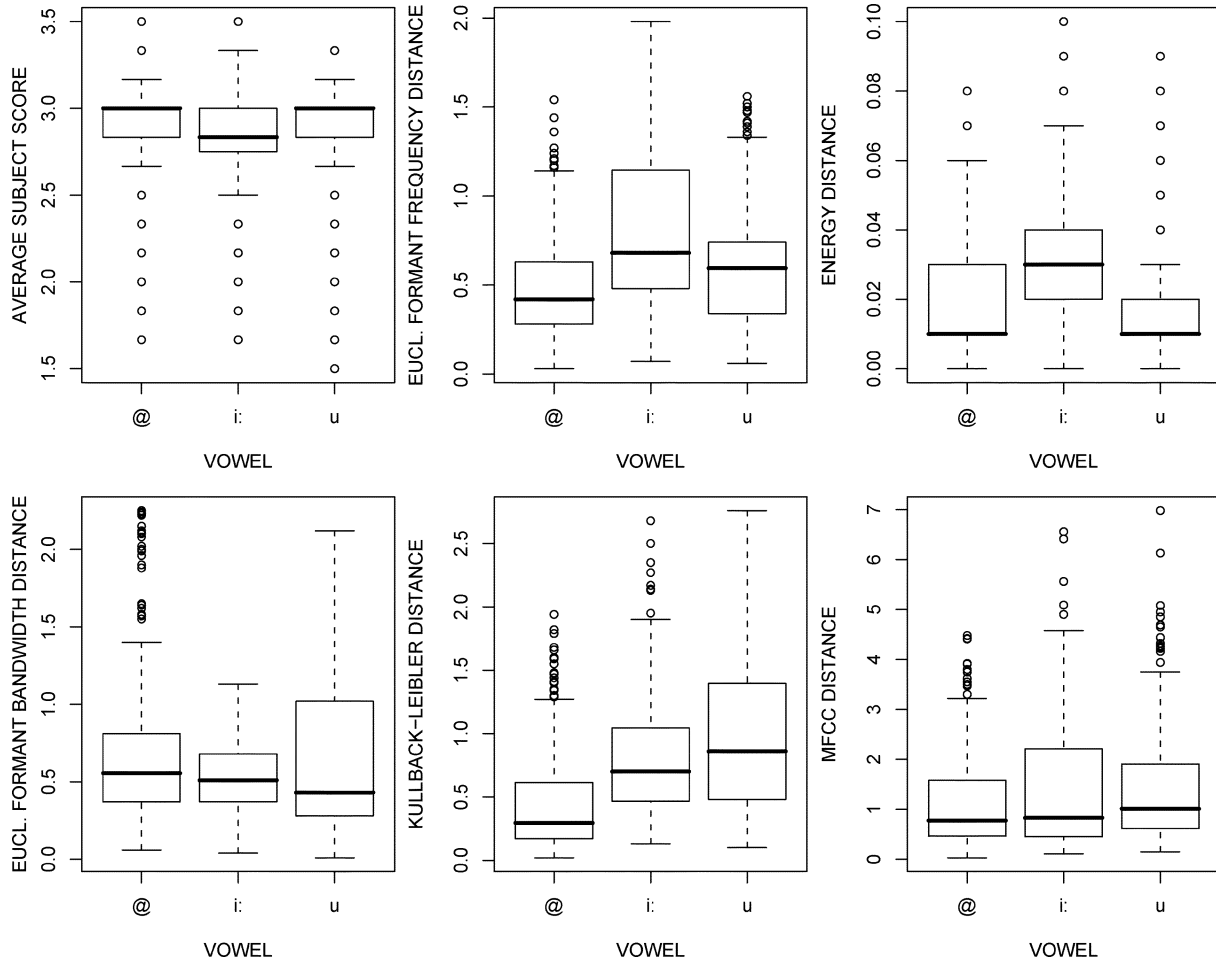 AVERAGE SUBJECT SCORE
3.5
3.0
2.5
2.0
1.5
@ i: u
VOWEL
EUCL. FORMANT FREQUENCY DISTANCE
2.0
1.5
1.0
0.5
0.0
@ i: u
VOWEL
ENERGY DISTANCE
0.10
0.08
0.06
0.04
0.02
0.00
@ i: u
VOWEL
EUCL. FORMANT BANDWIDTH DISTANCE
2.0
1.5
1.0
0.5
0.0
@ i: u
VOWEL
KULLBACK−LEIBLER DISTANCE
2.5
2.0
1.5
1.0
0.5
0.0
@ i: u
VOWEL
MFCC DISTANCE
7
6
5
4
3
2
1
0
@ i: u
VOWEL